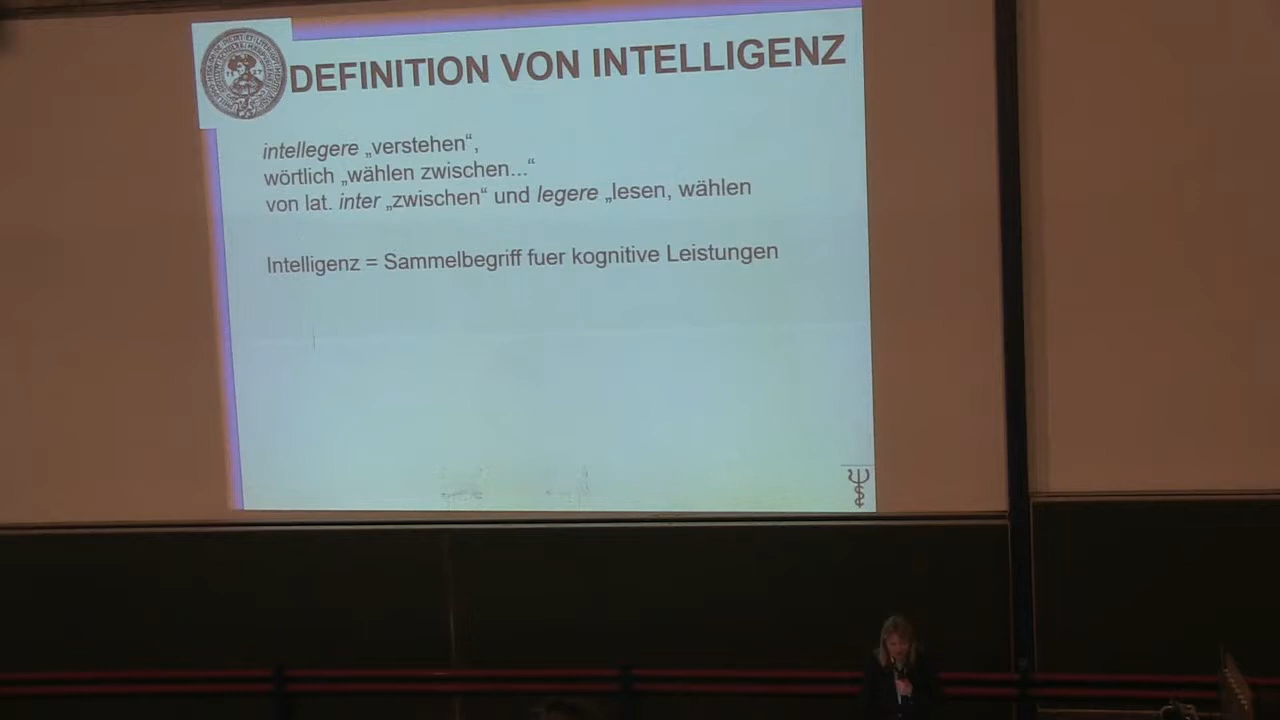 DEFINITION VON INTELLIGENZ
intellegere „verstehen“,
wörtlich „wählen zwischen...“
von lat. inter „zwischen“ und legere „lesen, wählen
Intelligenz = Sammelbegriff fuer kognitive Leistungen